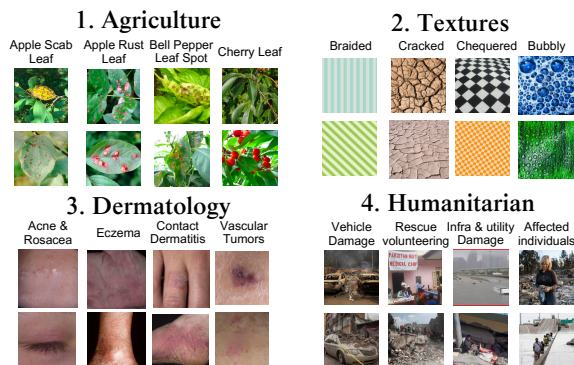 1. Agriculture
Apple Scab Leaf
Apple Rust Leaf
Bell Pepper Leaf Spot
Cherry Leaf
2. Textures
Braided
Cracked
Chequered
Bubbly
3. Dermatology
Acne & Rosacea
Eczema
Contact Dermatitis
Vascular Tumors
4. Humanitarian
Vehicle Damage
Rescue volunteering
Infra & utility Damage
Affected individuals
MEDICAL CAMP